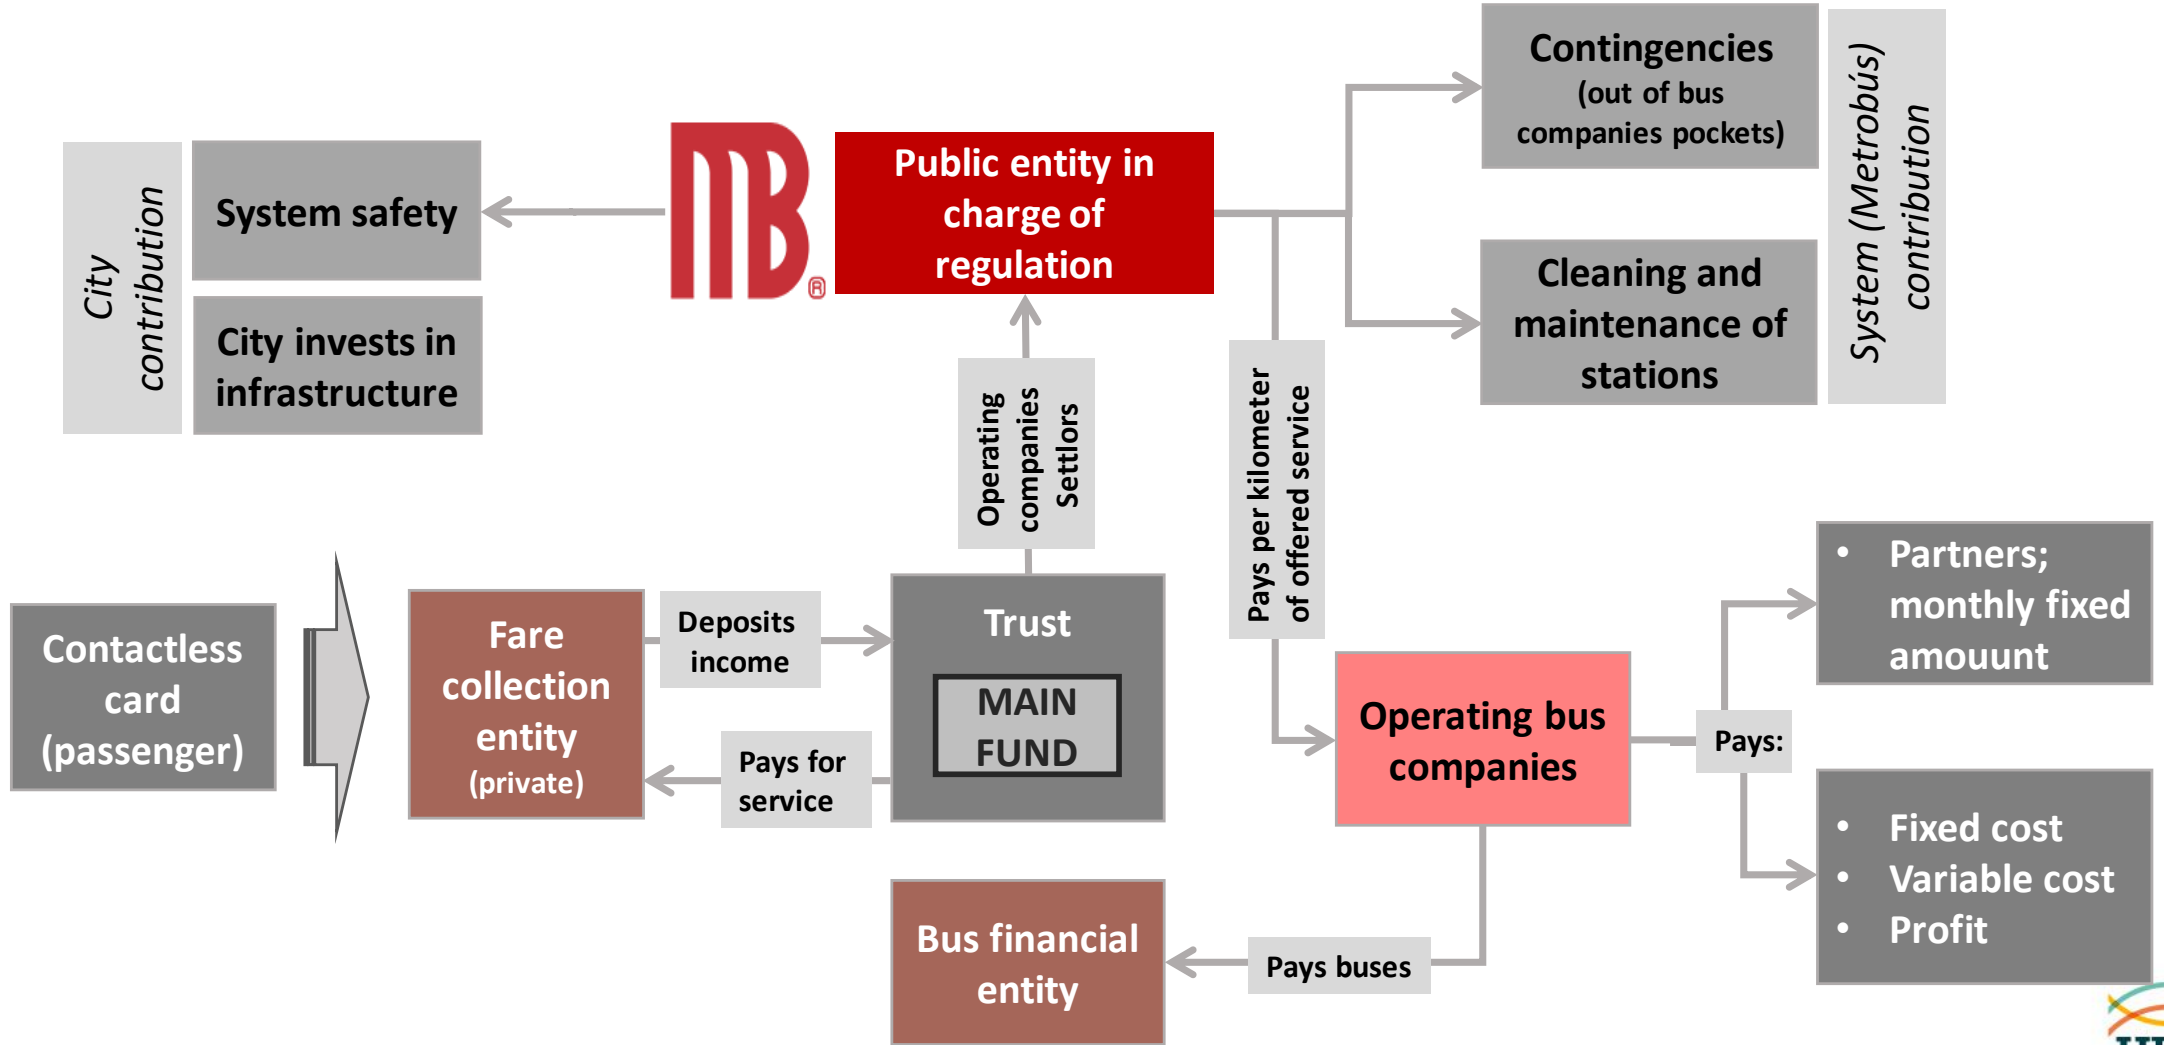 City
contribution
System safety
City invests in
infrastructure
MB®
Public entity in
charge of
regulation
Contingencies
(out of bus
companies pockets)
Cleaning and
maintenance of
stations
System (Metrobús)
contribution
Operating
companies
Settlors
Pays per kilometer
of offered service
Contactless
card
(passenger)
Fare
collection
entity
(private)
Deposits
income
Pays for
service
Trust
MAIN
FUND
Operating bus
companies
Pays:
• Partners;
monthly fixed
amouunt
• Fixed cost
• Variable cost
• Profit
Bus financial
entity
Pays buses